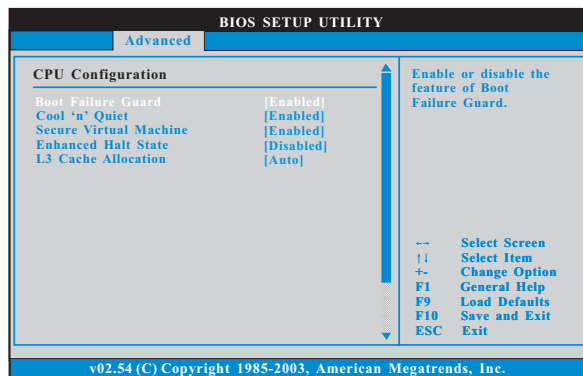 BIOS SETUP UTILITY
Advanced
CPU Configuration
Boot Failure Guard [Enabled]
Cool ‘n’ Quiet [Enabled]
Secure Virtual Machine [Enabled]
Enhanced Halt State [Disabled]
L3 Cache Allocation [Auto]
Enable or disable the
feature of Boot
Failure Guard.
←→ Select Screen
↑↓ Select Item
+- Change Option
F1 General Help
F9 Load Defaults
F10 Save and Exit
ESC Exit
v02.54 (C) Copyright 1985-2003, American Megatrends, Inc.